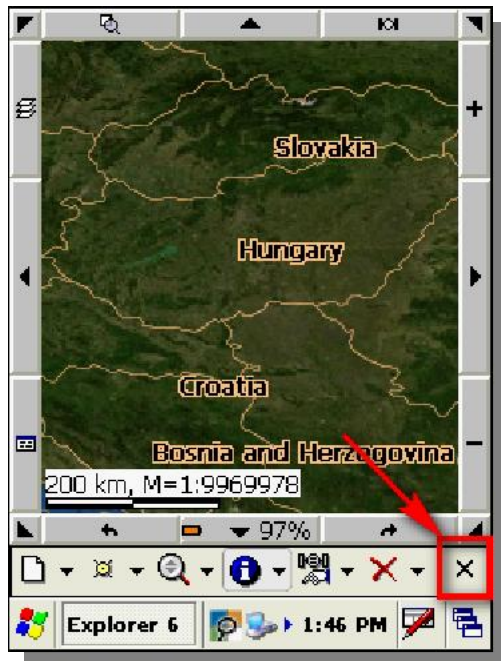 Slovakia
Hungary
Croatia
Bosnia and Herzegovina
200 km, M=1:9969978
97%
Explorer 6 1:46 PM